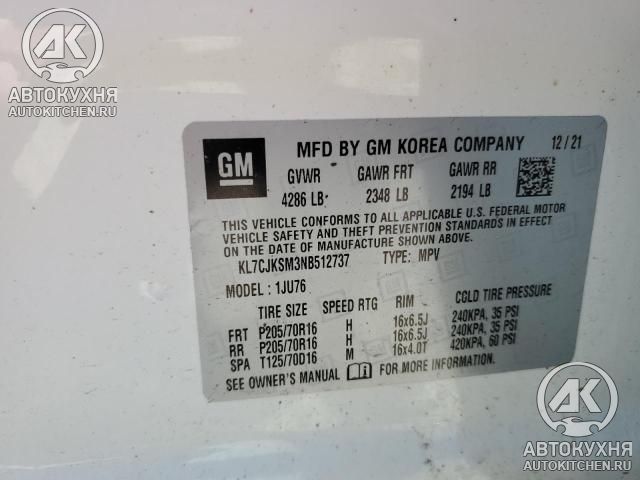 AK
АВТОКУХНЯ
AUTOKITCHEN.RU
GM
MFD BY GM KOREA COMPANY 12/21
GVWR GAWR FRT GAWR RR
4286 LB 2348 LB 2194 LB
THIS VEHICLE CONFORMS TO ALL APPLICABLE U.S. FEDERAL MOTOR
VEHICLE SAFETY AND THEFT PREVENTION STANDARDS IN EFFECT
ON THE DATE OF MANUFACTURE SHOWN ABOVE.
KL7CJKSM3NB512737 TYPE: MPV
MODEL: 1JU76
TIRE SIZE SPEED RTG RIM COLD TIRE PRESSURE
FRT P205/70R16 H 16x6.5J 240KPA, 35 PSI
RR P205/70R16 H 16x6.5J 240KPA, 35 PSI
SPA T125/70D16 M 16x4.0T 420KPA, 60 PSI
SEE OWNER'S MANUAL FOR MORE INFORMATION
AK
АВТОКУХНЯ
AUTOKITCHEN.RU